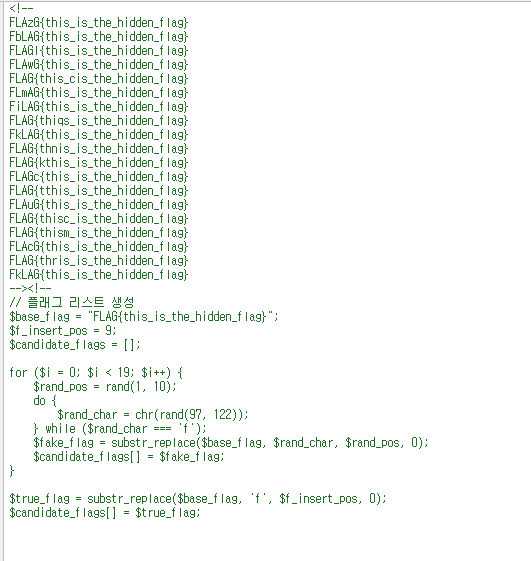 <!--
FLAzG{this_is_the_hidden_flag}
FbLAG{this_is_the_hidden_flag}
FLAGl{this_is_the_hidden_flag}
FLAwG{this_is_the_hidden_flag}
FLAG{this_cis_the_hidden_flag}
FLmAG{this_is_the_hidden_flag}
FiLAG{this_is_the_hidden_flag}
FLAG{thiqs_is_the_hidden_flag}
FkLAG{this_is_the_hidden_flag}
FLAG{thnis_is_the_hidden_flag}
FLAG{kthis_is_the_hidden_flag}
FLAGc{this_is_the_hidden_flag}
FLAG{tthis_is_the_hidden_flag}
FLAuG{this_is_the_hidden_flag}
FLAG{thisc_is_the_hidden_flag}
FLAG{thism_is_the_hidden_flag}
FLAcG{this_is_the_hidden_flag}
FLAG{thris_is_the_hidden_flag}
FkLAG{this_is_the_hidden_flag}
--><!--
// 플래그 리스트 생성
$base_flag = "FLAG{this_is_the_hidden_flag}";
$f_insert_pos = 9;
$candidate_flags = [];

for ($i = 0; $i < 19; $i++) {
    $rand_pos = rand(1, 10);
    do {
        $rand_char = chr(rand(97, 122));
    } while ($rand_char === 'f');
    $fake_flag = substr_replace($base_flag, $rand_char, $rand_pos, 0);
    $candidate_flags[] = $fake_flag;
}

$true_flag = substr_replace($base_flag, 'f', $f_insert_pos, 0);
$candidate_flags[] = $true_flag;